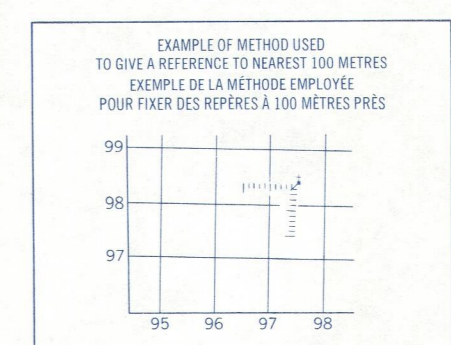 EXAMPLE OF METHOD USED
TO GIVE A REFERENCE TO NEAREST 100 METRES
EXEMPLE DE LA MÉTHODE EMPLOYÉE
POUR FIXER DES REPÈRES À 100 MÈTRES PRÈS
99
98
97
95 96 97 98